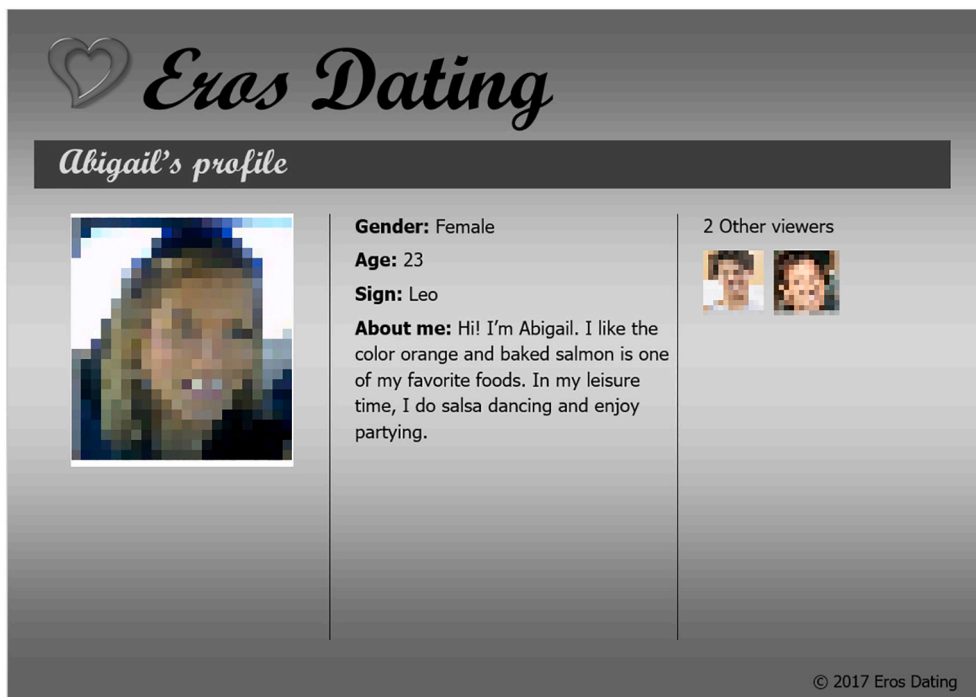 Eros Dating
Abigail's profile
Gender: Female
Age: 23
Sign: Leo
About me: Hi! I’m Abigail. I like the
color orange and baked salmon is one
of my favorite foods. In my leisure
time, I do salsa dancing and enjoy
partying.
2 Other viewers
© 2017 Eros Dating